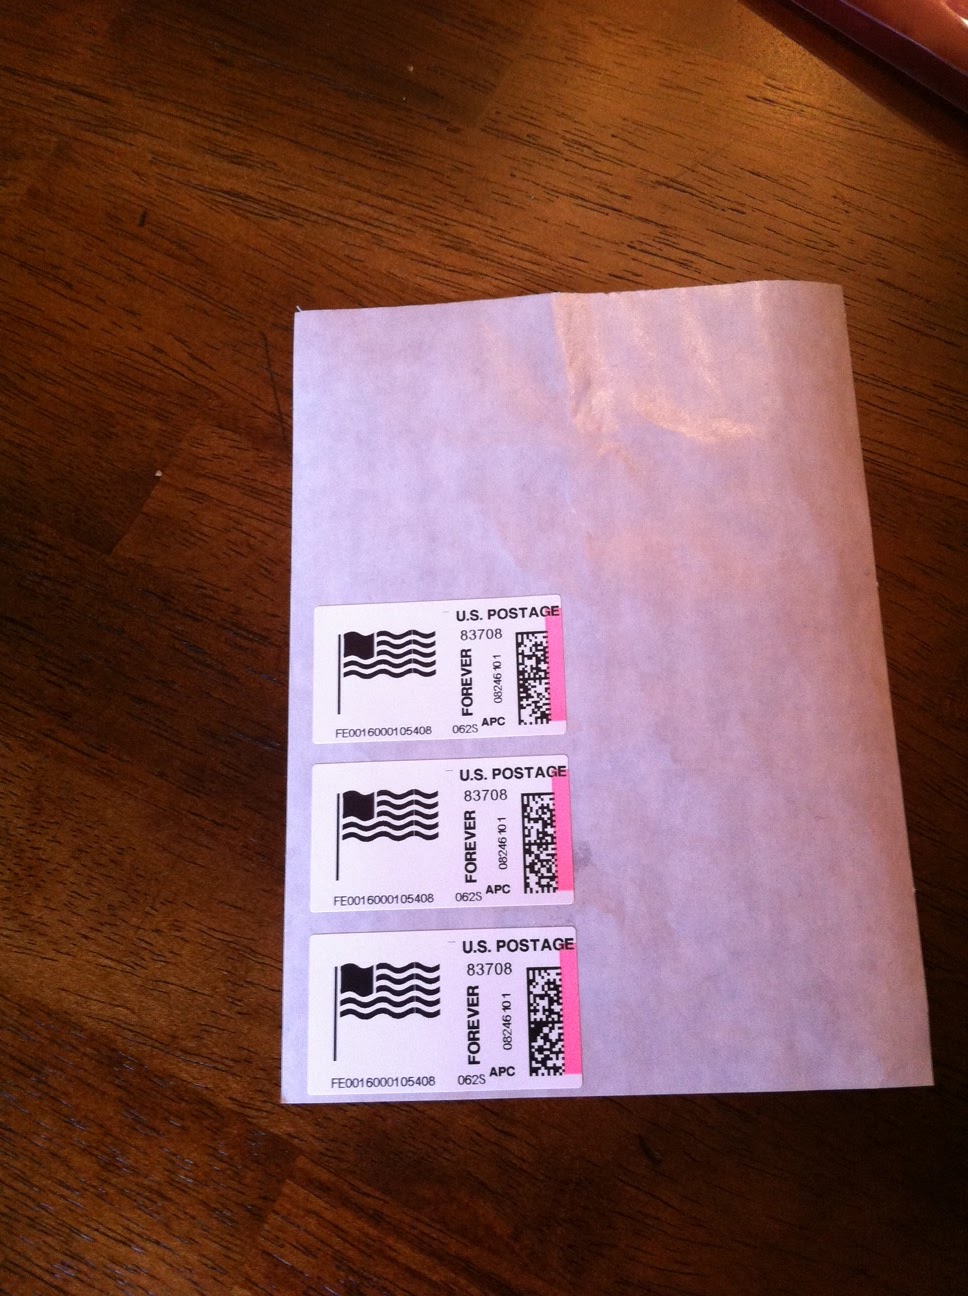 U.S. POSTAGE
83708
FOREVER
08246101
FE0016000105408
062S APC
U.S. POSTAGE
83708
FOREVER
08246101
FE0016000105408
062S APC
U.S. POSTAGE
83708
FOREVER
08246101
FE0016000105408
062S APC